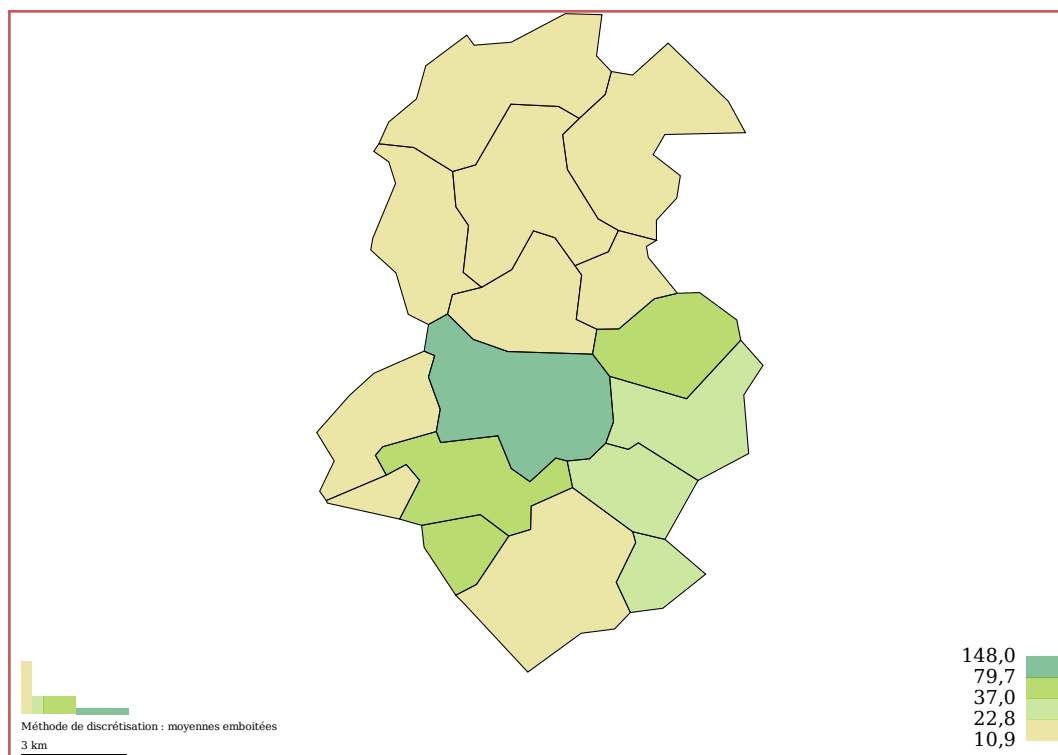 148,0
79,7
37,0
22,8
10,9
Méthode de discrétisation : moyennes emboitées
3 km